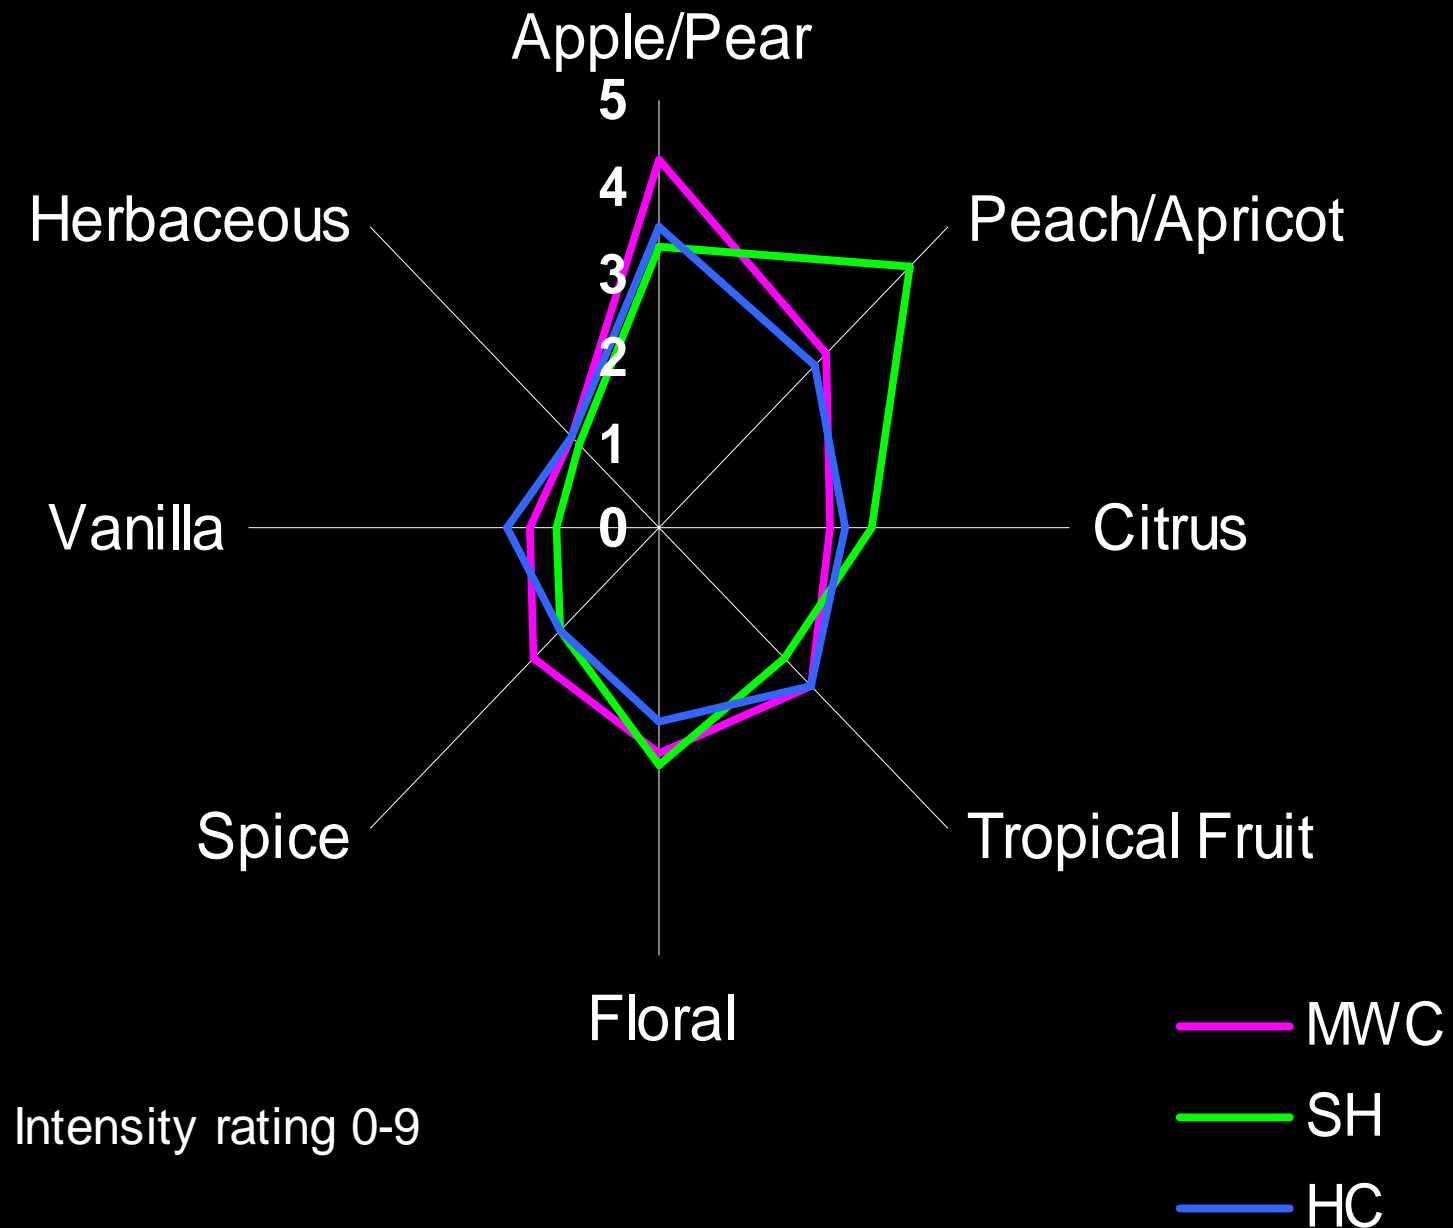 Apple/Pear
5
4
Herbaceous
Peach/Apricot
3
2
1
Vanilla
0
Citrus
Spice
Tropical Fruit
Floral
MWC
Intensity rating 0-9
SH
HC